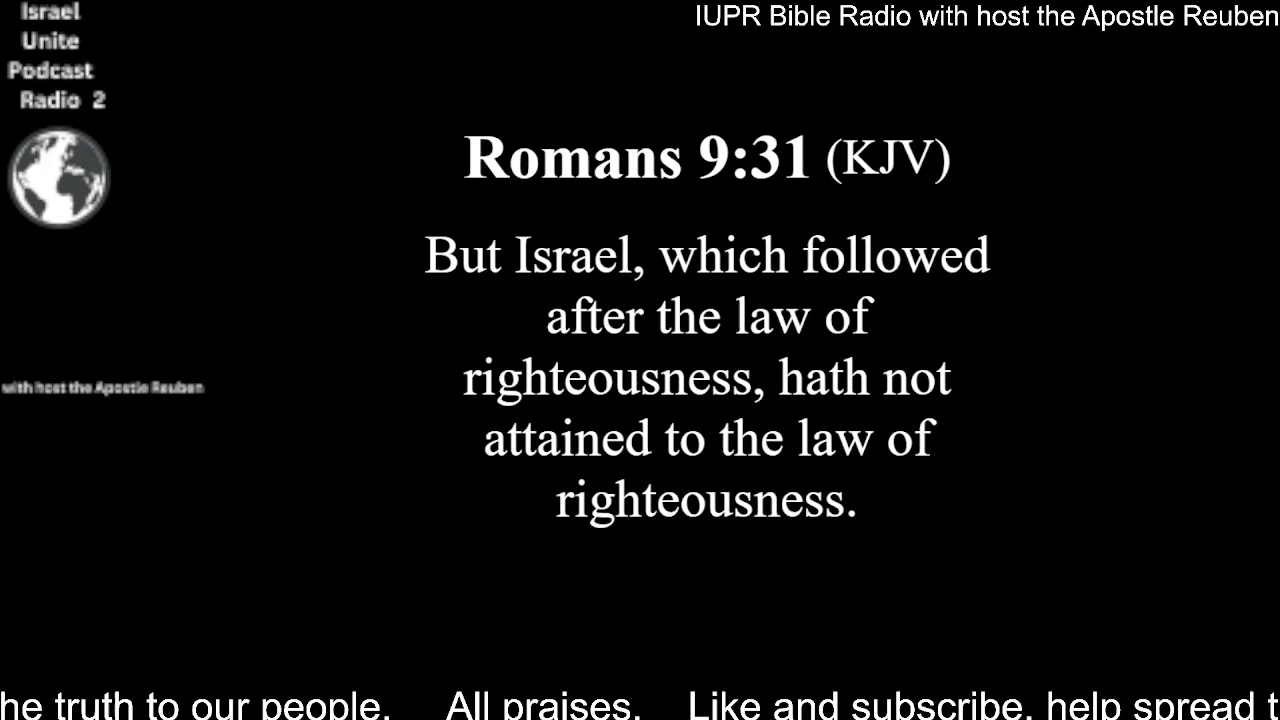 Israel
Unite
Podcast
Radio 2
IUPR Bible Radio with host the Apostle Reuben
Romans 9:31 (KJV)
But Israel, which followed
after the law of
righteousness, hath not
attained to the law of
righteousness.
with host the Apostle Reuben
he truth to our people. All praises. Like and subscribe, help spread t